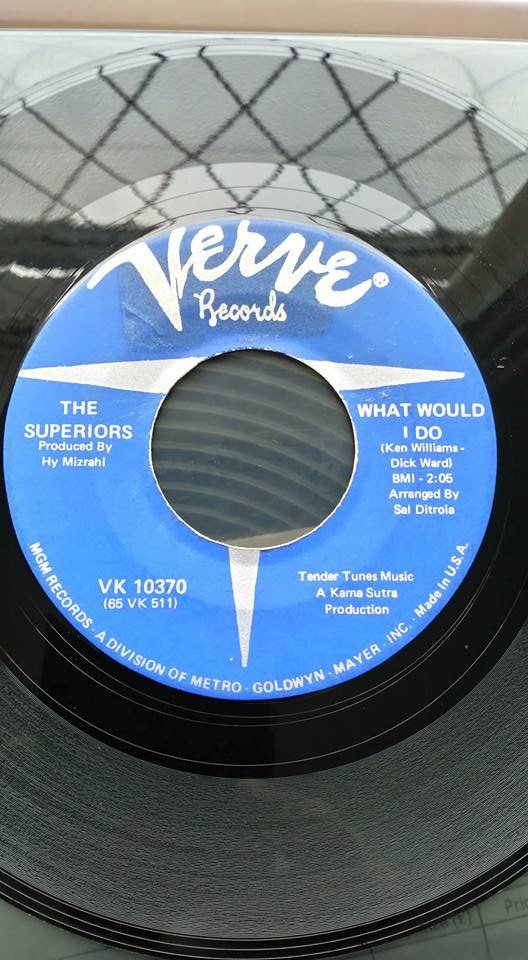 Verve®
Records
THE
SUPERIORS
Produced By
Hy Mizrahi
WHAT WOULD
I DO
(Ken Williams-
Dick Ward)
BMI - 2:05
Arranged By
Sal Ditroia
VK 10370
(65 VK 511)
Tender Tunes Music
A Kama Sutra
Production
MGM RECORDS · A DIVISION OF METRO · GOLDWYN · MAYER · INC. · Made In U.S.A.